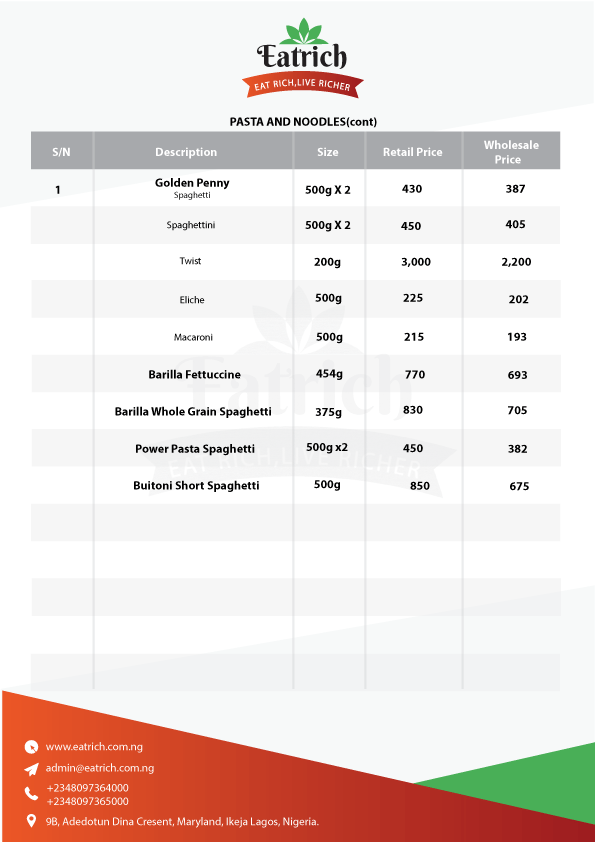 Eatrich
EAT RICH,LIVE RICHER
PASTA AND NOODLES(cont)
S/N Description Size Retail Price Wholesale Price
1 Golden Penny Spaghetti 500g X 2 430 387
Spaghettini 500g X 2 450 405
Twist 200g 3,000 2,200
Eliche 500g 225 202
Macaroni 500g 215 193
Barilla Fettuccine 454g 770 693
Barilla Whole Grain Spaghetti 375g 830 705
Power Pasta Spaghetti 500g x2 450 382
Buitoni Short Spaghetti 500g 850 675
Eatrich
EAT RICH,LIVE RICHER
www.eatrich.com.ng
admin@eatrich.com.ng
+2348097364000
+2348097365000
9B, Adedotun Dina Cresent, Maryland, Ikeja Lagos, Nigeria.